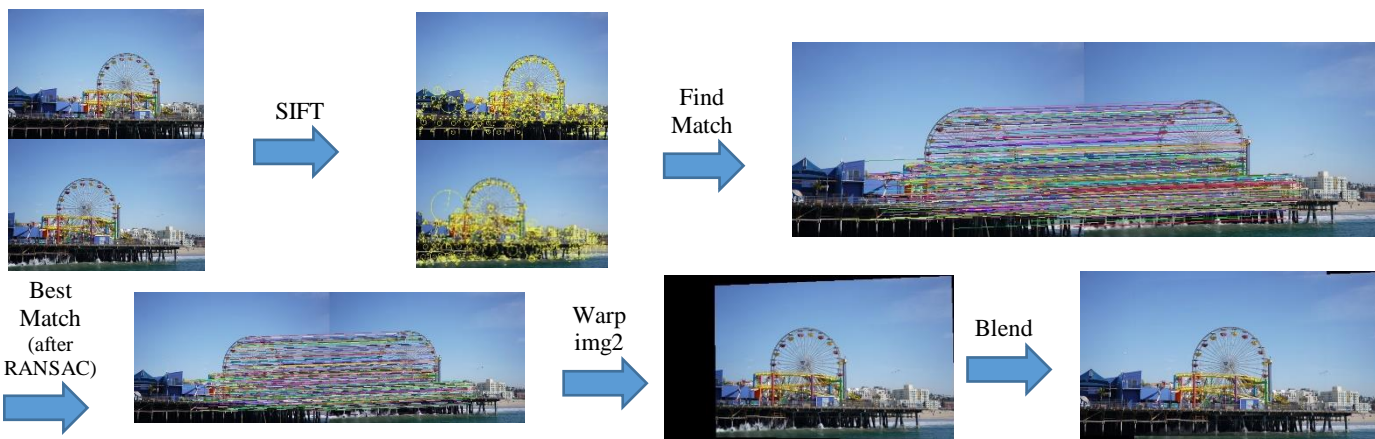 SIFT
Find
Match
Best
Match
(after
RANSAC)
Warp
img2
Blend